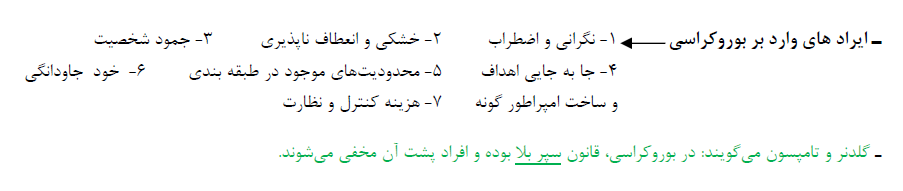 - ایراد های وارد بر بوروکراسی ← ۱- نگرانی و اضطراب ۲- خشکی و انعطاف ناپذیری ۳- جمود شخصیت
۴- جا به جایی اهداف ۵- محدودیت‌های موجود در طبقه بندی ۶- خود جاودانگی
و ساخت امپراطور گونه ۷- هزینه کنترل و نظارت
- گلدنر و تامپسون می‌گویند: در بوروکراسی، قانون سپر بلا بوده و افراد پشت آن مخفی می‌شوند.